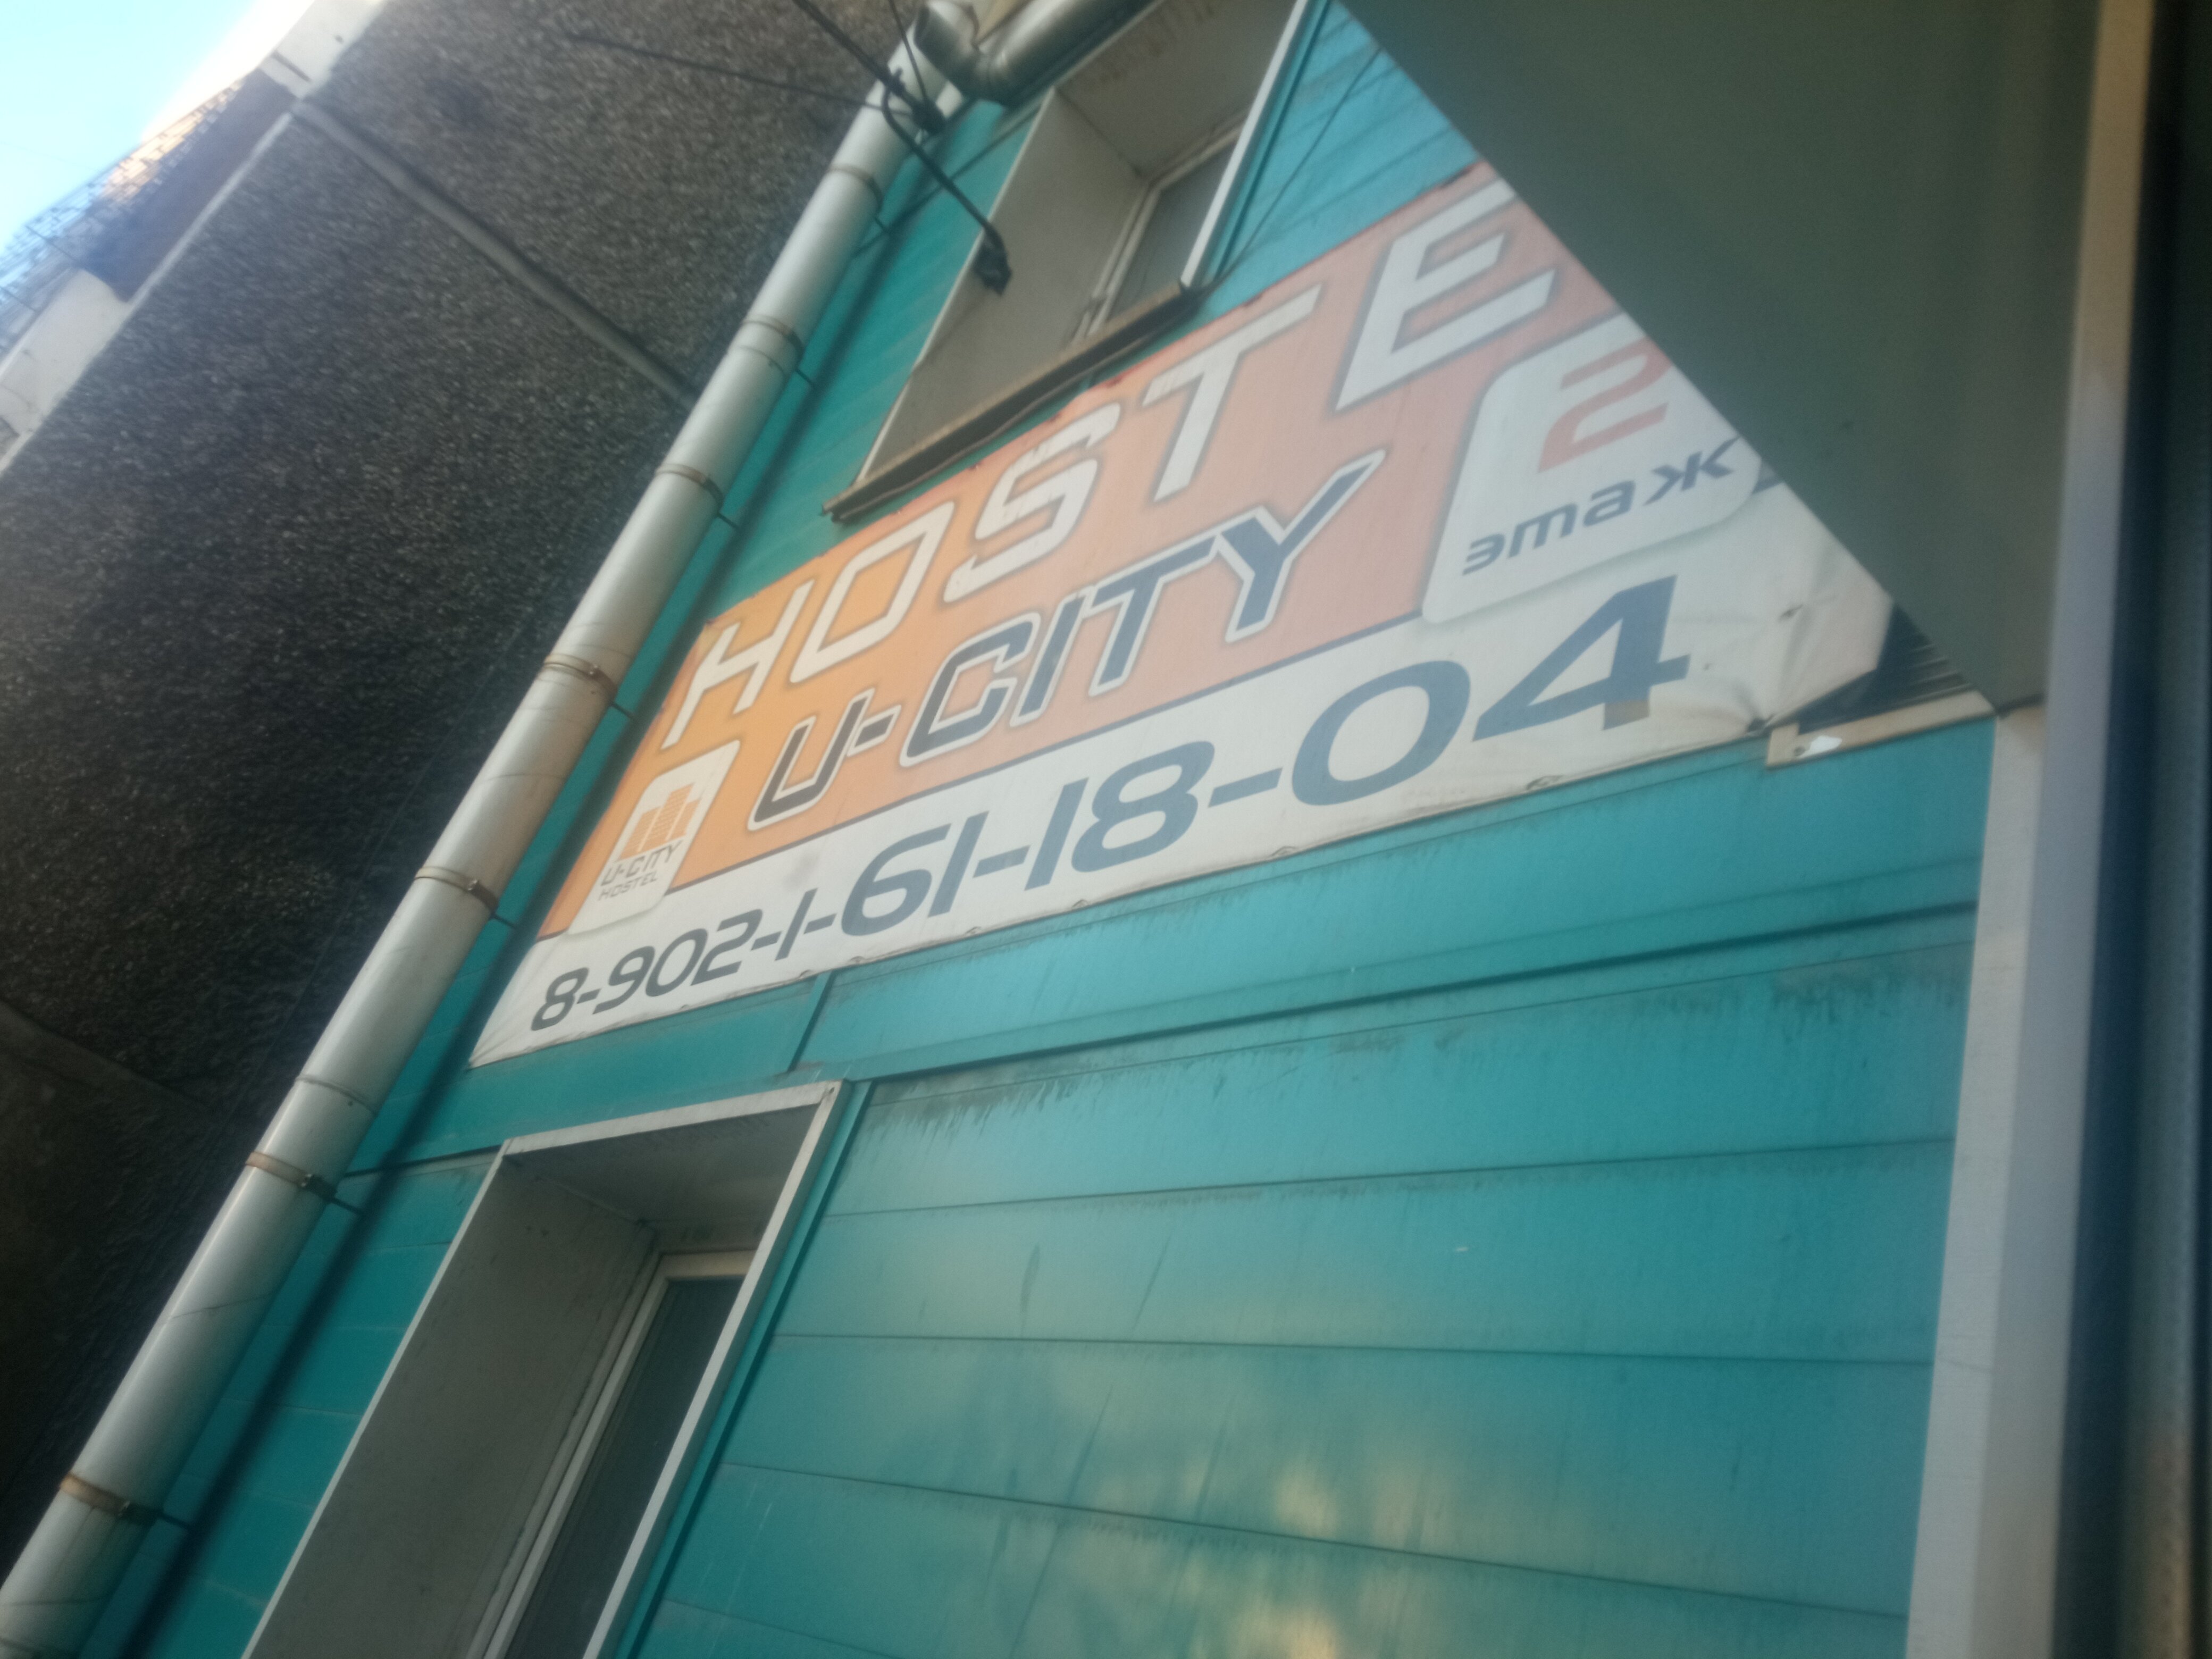 HOSTE
U-CITY
2
этаж
U-CITY
HOSTEL
8-902-1-61-18-04